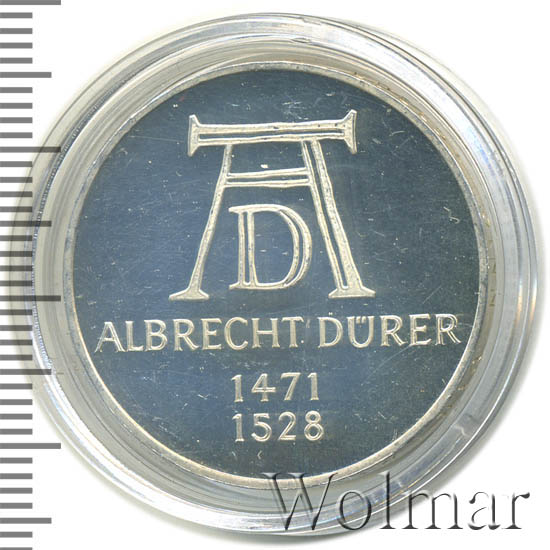 AD
ALBRECHT DÜRER
1471
1528
Wolmar